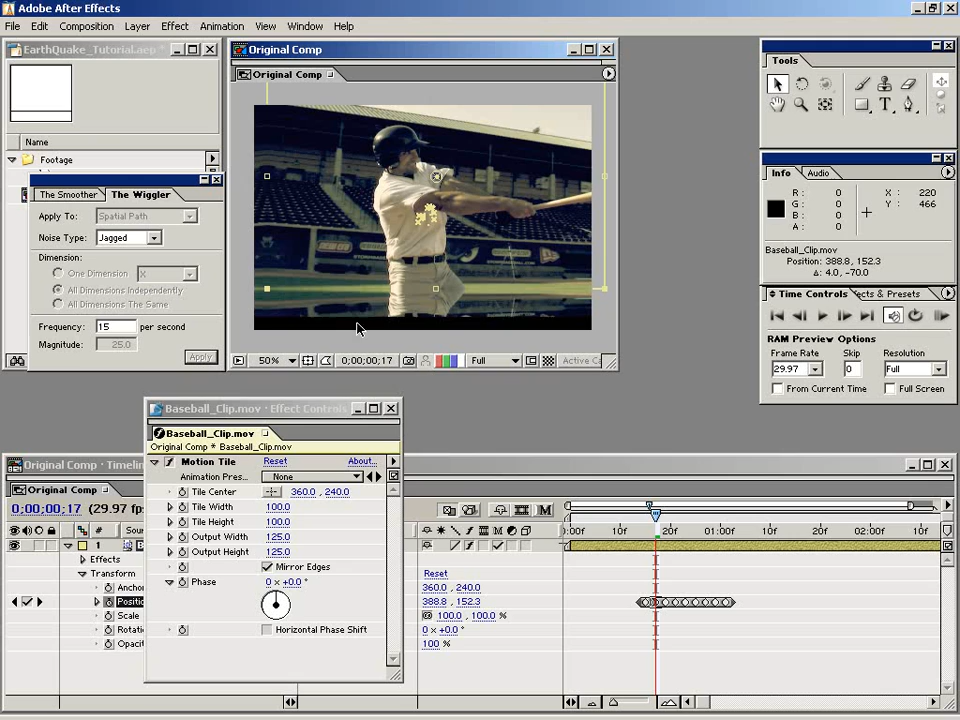 Adobe After Effects
File Edit Composition Layer Effect Animation View Window Help
EarthQuake_Tutorial.aep *
Name
Footage
The Smoother The Wiggler
Apply To: Spatial Path
Noise Type: Jagged
Dimension:
One Dimension X
All Dimensions Independently
All Dimensions The Same
Frequency: 15 per second
Magnitude: 25.0
Apply
Original Comp
Original Comp
50% 0;00;00;17 Full Active Ca
Tools
T
Info Audio
R : 0 X : 220
G : 0 Y : 466
B : 0
A : 0
Baseball_Clip.mov
Position: 388.8, 152.3
Δ: 4.0, -70.0
Time Controls Effects & Presets
RAM Preview Options
Frame Rate Skip Resolution
29.97 0 Full
From Current Time Full Screen
Baseball_Clip.mov · Effect Controls
Baseball_Clip.mov
Original Comp * Baseball_Clip.mov
Motion Tile Reset About...
Animation Pres... None
Tile Center 360.0 , 240.0
Tile Width 100.0
Tile Height 100.0
Output Width 125.0
Output Height 125.0
Mirror Edges
Phase 0 x +0.0 °
Horizontal Phase Shift
Original Comp · Timelin
Original Comp
0;00;00;17 (29.97 f
# Sour
1
Effects
Transform
Reset
Anchor 360.0 , 240.0
Positio 388.8 , 152.3
Scale 100.0 , 100.0 %
Rotati 0 x +0.0 °
Opacit 100 %
0:00f 10f 20f 01:00f 10f 20f 02:00f 10f